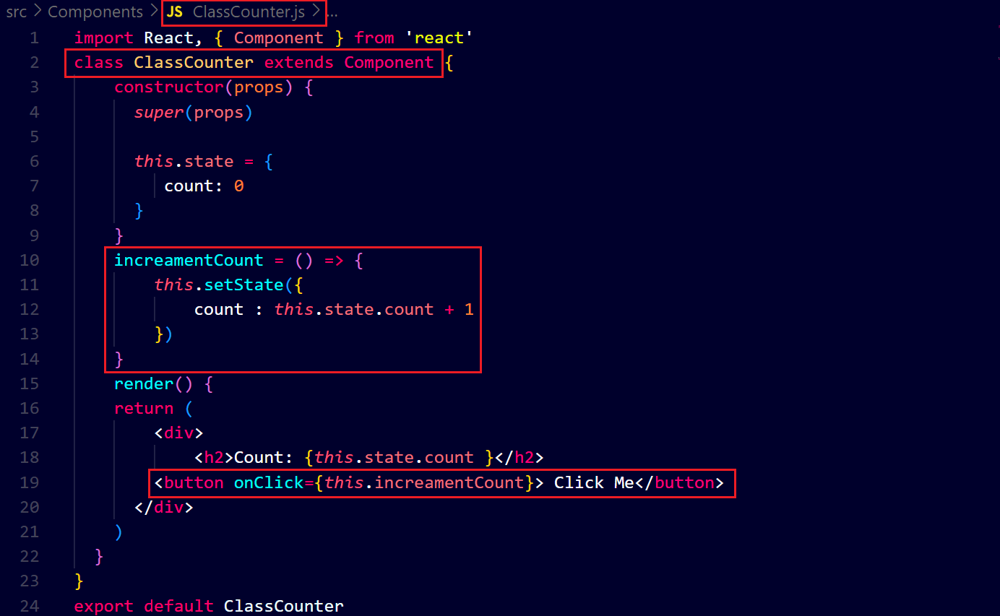 src > Components > JS ClassCounter.js > ...
1 import React, { Component } from 'react'
2 class ClassCounter extends Component {
3 constructor(props) {
4 super(props)
5
6 this.state = {
7 count: 0
8 }
9 }
10 increamentCount = () => {
11 this.setState({
12 count : this.state.count + 1
13 })
14 }
15 render() {
16 return (
17 <div>
18 <h2>Count: {this.state.count }</h2>
19 <button onClick={this.increamentCount}> Click Me</button>
20 </div>
21 )
22 }
23 }
24 export default ClassCounter